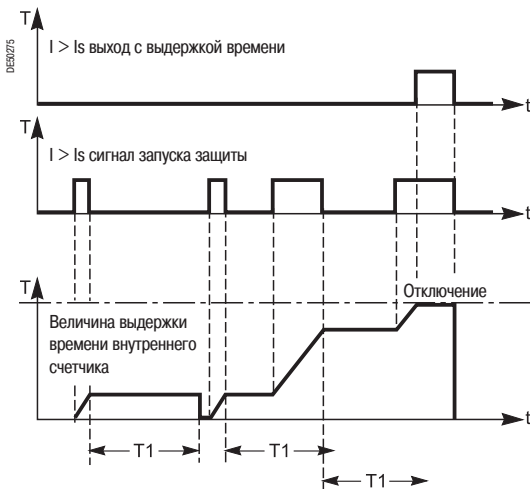 DE50275
T
I > Is выход с выдержкой времени
t
T
I > Is сигнал запуска защиты
t
T
Отключение
Величина выдержки
времени внутреннего
счетчика
t
T1
T1
T1